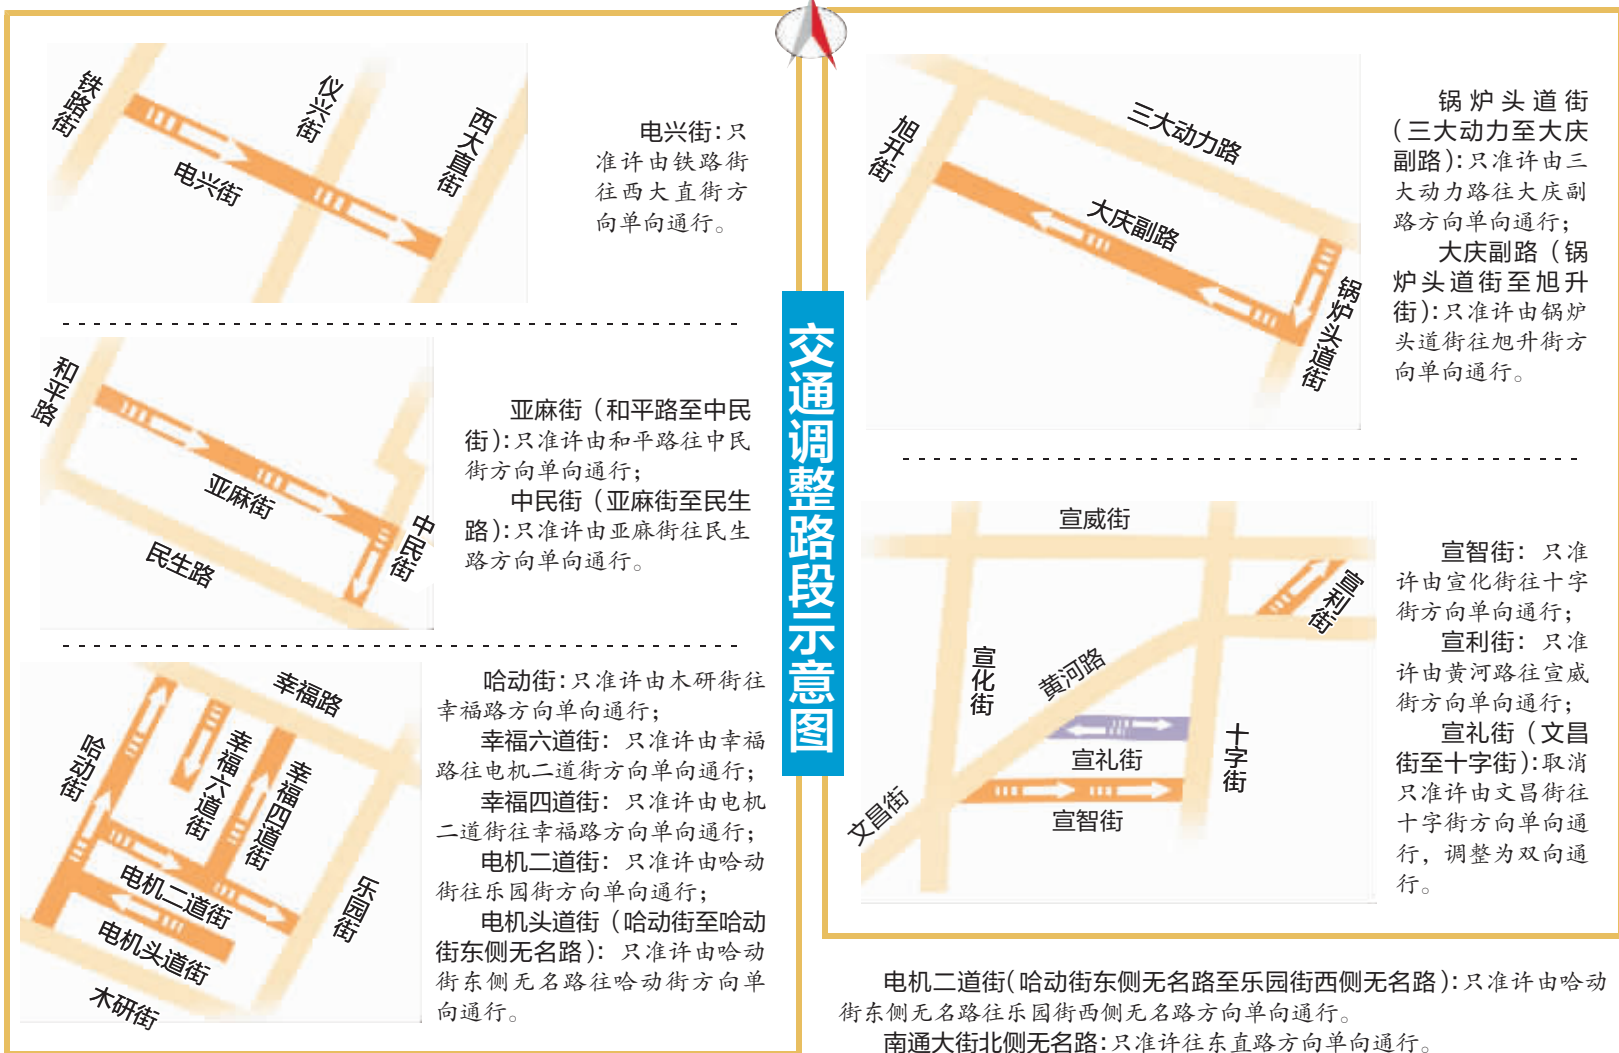 交通调整路段示意图
铁路街
仪兴街
西大直街
电兴街
电兴街:只
准许由铁路街
往西大直街方
向单向通行。
和平路
亚麻街
中民街
民生路
亚麻街（和平路至中民
街）:只准许由和平路往中民
街方向单向通行；
中民街（亚麻街至民生
路）:只准许由亚麻街往民生
路方向单向通行。
幸福路
哈动街
幸福六道街
幸福四道街
电机二道街
乐园街
电机头道街
木研街
哈动街:只准许由木研街往
幸福路方向单向通行；
幸福六道街：只准许由幸福
路往电机二道街方向单向通行；
幸福四道街：只准许由电机
二道街往幸福路方向单向通行；
电机二道街：只准许由哈动
街往乐园街方向单向通行；
电机头道街（哈动街至哈动
街东侧无名路）：只准许由哈动
街东侧无名路往哈动街方向单
向通行。
三大动力路
旭升街
大庆副路
锅炉头道街
锅炉头道街
（三大动力至大庆
副路）:只准许由三
大动力路往大庆副
路方向单向通行；
大庆副路（锅
炉头道街至旭升
街）:只准许由锅炉
头道街往旭升街方
向单向通行。
宣威街
宣利街
宣化街
黄河路
宣礼街
十字街
宣智街
文昌街
宣智街：只准
许由宣化街往十字
街方向单向通行；
宣利街：只准
许由黄河路往宣威
街方向单向通行；
宣礼街（文昌
街至十字街）:取消
只准许由文昌街往
十字街方向单向通
行，调整为双向通
行。
电机二道街(哈动街东侧无名路至乐园街西侧无名路):只准许由哈动
街东侧无名路往乐园街西侧无名路方向单向通行。
南通大街北侧无名路:只准许往东直路方向单向通行。